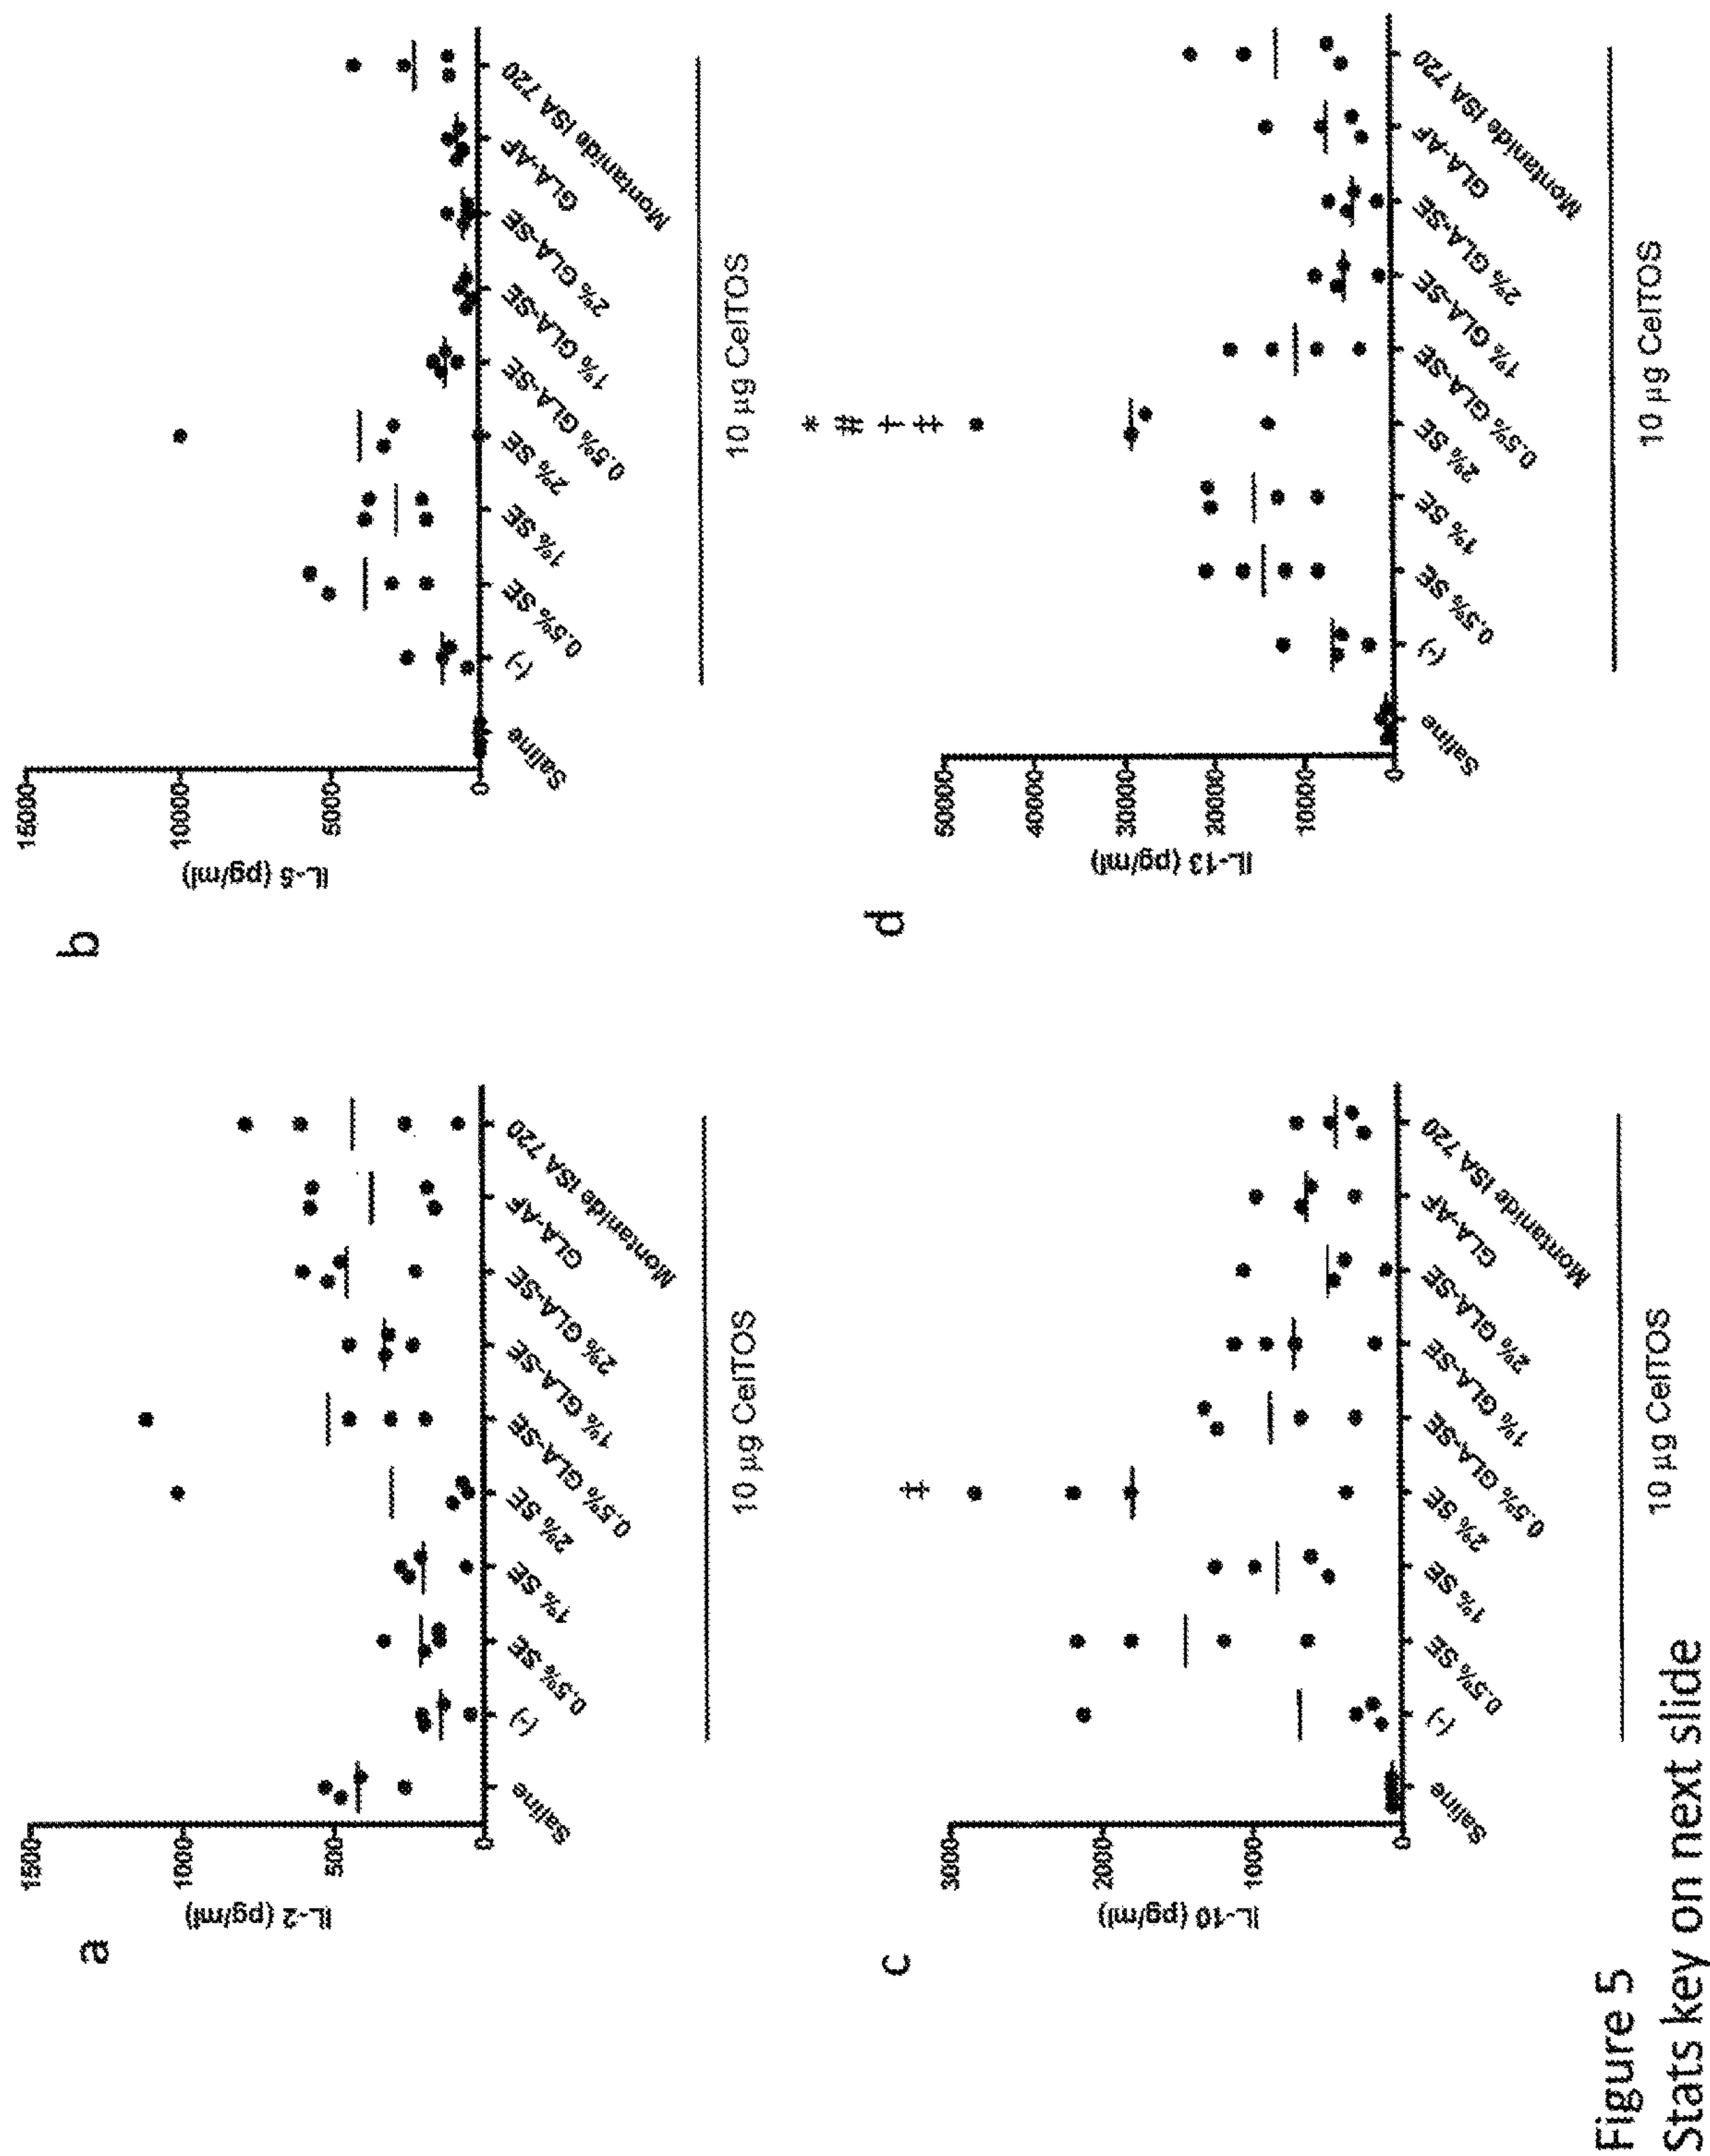 a
IL-2 (pg/ml)
1500
1000
500
0
Saline
(-)
0.5% SE
1% SE
2% SE
0.5% GLA-SE
1% GLA-SE
2% GLA-SE
GLA-AF
Montanide ISA 720
10 µg CelTOS
b
IL-5 (pg/ml)
15000
10000
5000
0
Saline
(-)
0.5% SE
1% SE
2% SE
0.5% GLA-SE
1% GLA-SE
2% GLA-SE
GLA-AF
Montanide ISA 720
10 µg CelTOS
c
IL-10 (pg/ml)
3000
2000
1000
0
‡
Saline
(-)
0.5% SE
1% SE
2% SE
0.5% GLA-SE
1% GLA-SE
2% GLA-SE
GLA-AF
Montanide ISA 720
10 µg CelTOS
d
IL-13 (pg/ml)
50000
40000
30000
20000
10000
0
*
#
†
‡
Saline
(-)
0.5% SE
1% SE
2% SE
0.5% GLA-SE
1% GLA-SE
2% GLA-SE
GLA-AF
Montanide ISA 720
10 µg CelTOS
Figure 5
Stats key on next slide